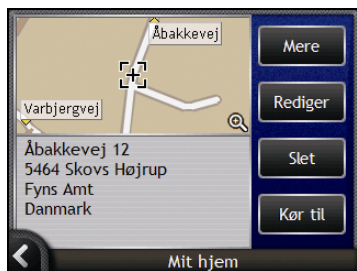 Åbakkevej
Varbjergvej
Mere
Rediger
Slet
Kør til
Åbakkevej 12
5464 Skovs Højrup
Fyns Amt
Danmark
Mit hjem